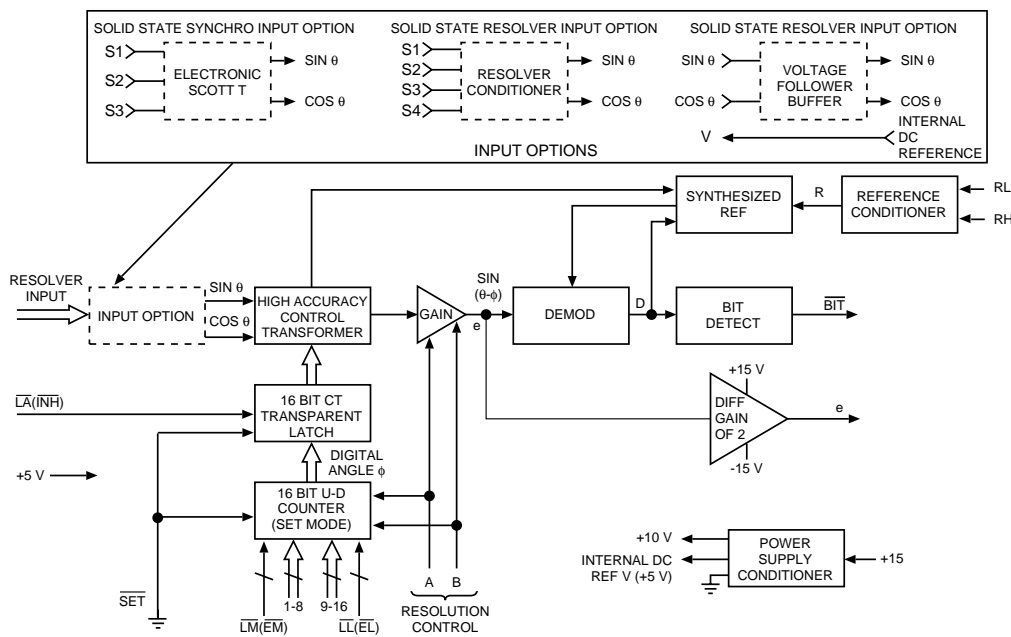 SOLID STATE SYNCHRO INPUT OPTION
S1
S2
S3
ELECTRONIC
SCOTT T
SIN θ
COS θ
SOLID STATE RESOLVER INPUT OPTION
S1
S2
S3
S4
RESOLVER
CONDITIONER
SIN θ
COS θ
SOLID STATE RESOLVER INPUT OPTION
SIN θ
COS θ
VOLTAGE
FOLLOWER
BUFFER
SIN θ
COS θ
V
INTERNAL
DC
REFERENCE
INPUT OPTIONS
SYNTHESIZED
REF
R
REFERENCE
CONDITIONER
RL
RH
RESOLVER
INPUT
INPUT OPTION
SIN θ
COS θ
HIGH ACCURACY
CONTROL
TRANSFORMER
GAIN
SIN
(θ-ϕ)
e
DEMOD
D
BIT
DETECT
BIT
LA(INH)
16 BIT CT
TRANSPARENT
LATCH
+15 V
DIFF
GAIN
OF 2
-15 V
e
DIGITAL
ANGLE ϕ
+5 V
16 BIT U-D
COUNTER
(SET MODE)
SET
LM(EM)
1-8
9-16
LL(EL)
A
B
RESOLUTION
CONTROL
+10 V
INTERNAL DC
REF V (+5 V)
POWER
SUPPLY
CONDITIONER
+15